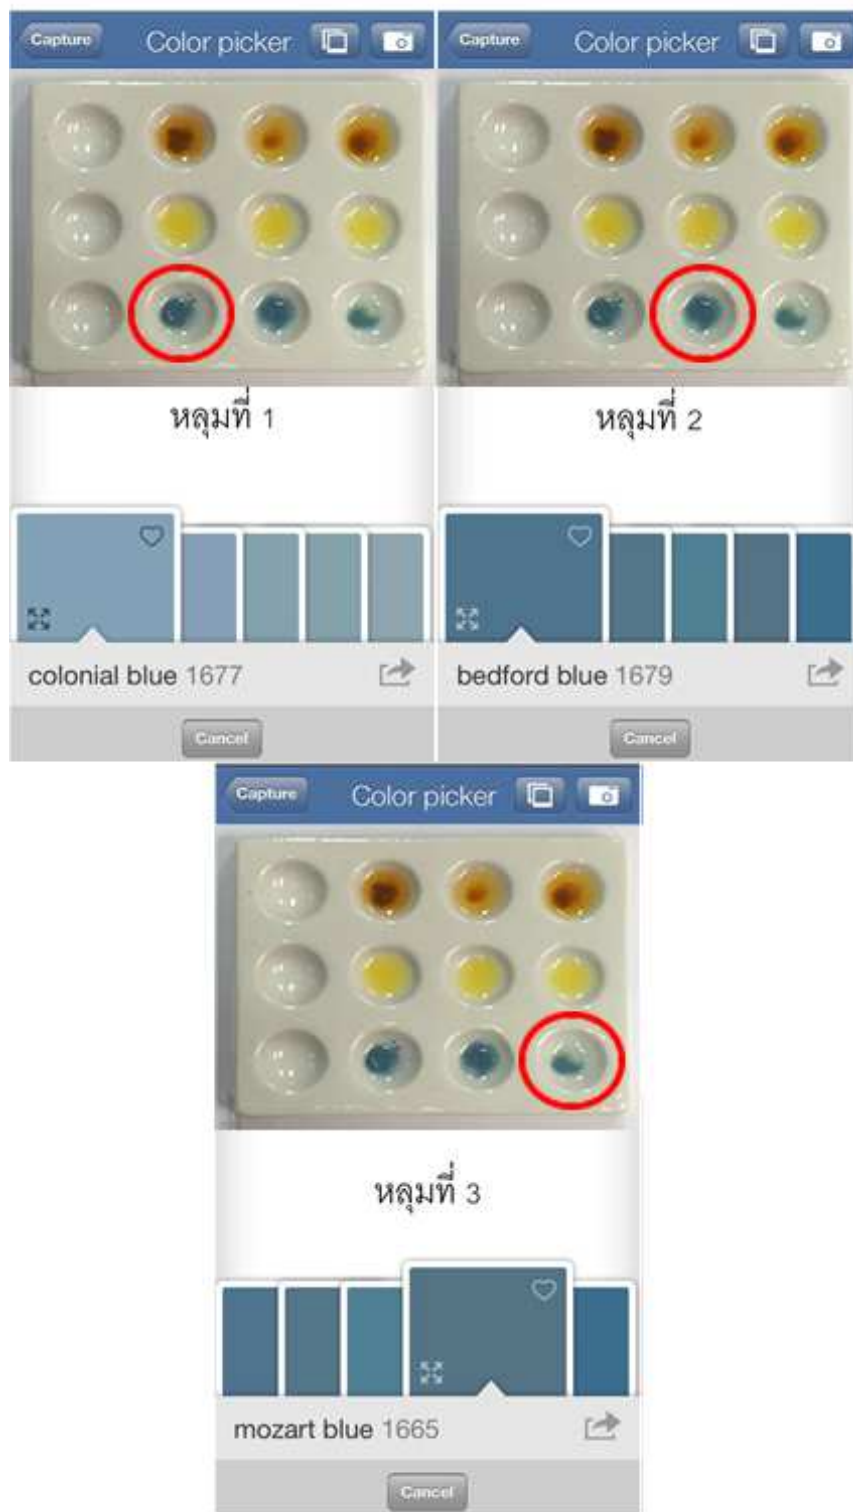 Capture
Color picker
หลุมที่ 1
colonial blue 1677
Cancel
Capture
Color picker
หลุมที่ 2
bedford blue 1679
Cancel
Capture
Color picker
หลุมที่ 3
mozart blue 1665
Cancel